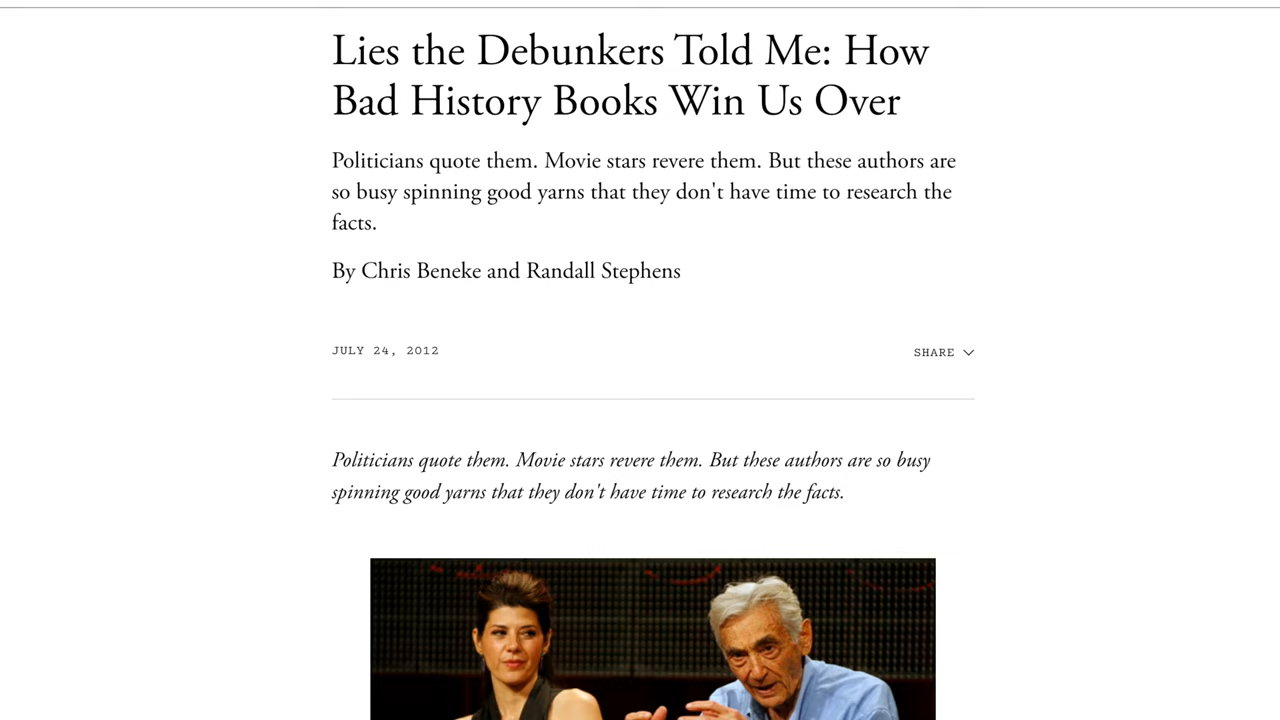 Lies the Debunkers Told Me: How
Bad History Books Win Us Over
Politicians quote them. Movie stars revere them. But these authors are
so busy spinning good yarns that they don't have time to research the
facts.
By Chris Beneke and Randall Stephens
JULY 24, 2012
SHARE
Politicians quote them. Movie stars revere them. But these authors are so busy
spinning good yarns that they don't have time to research the facts.